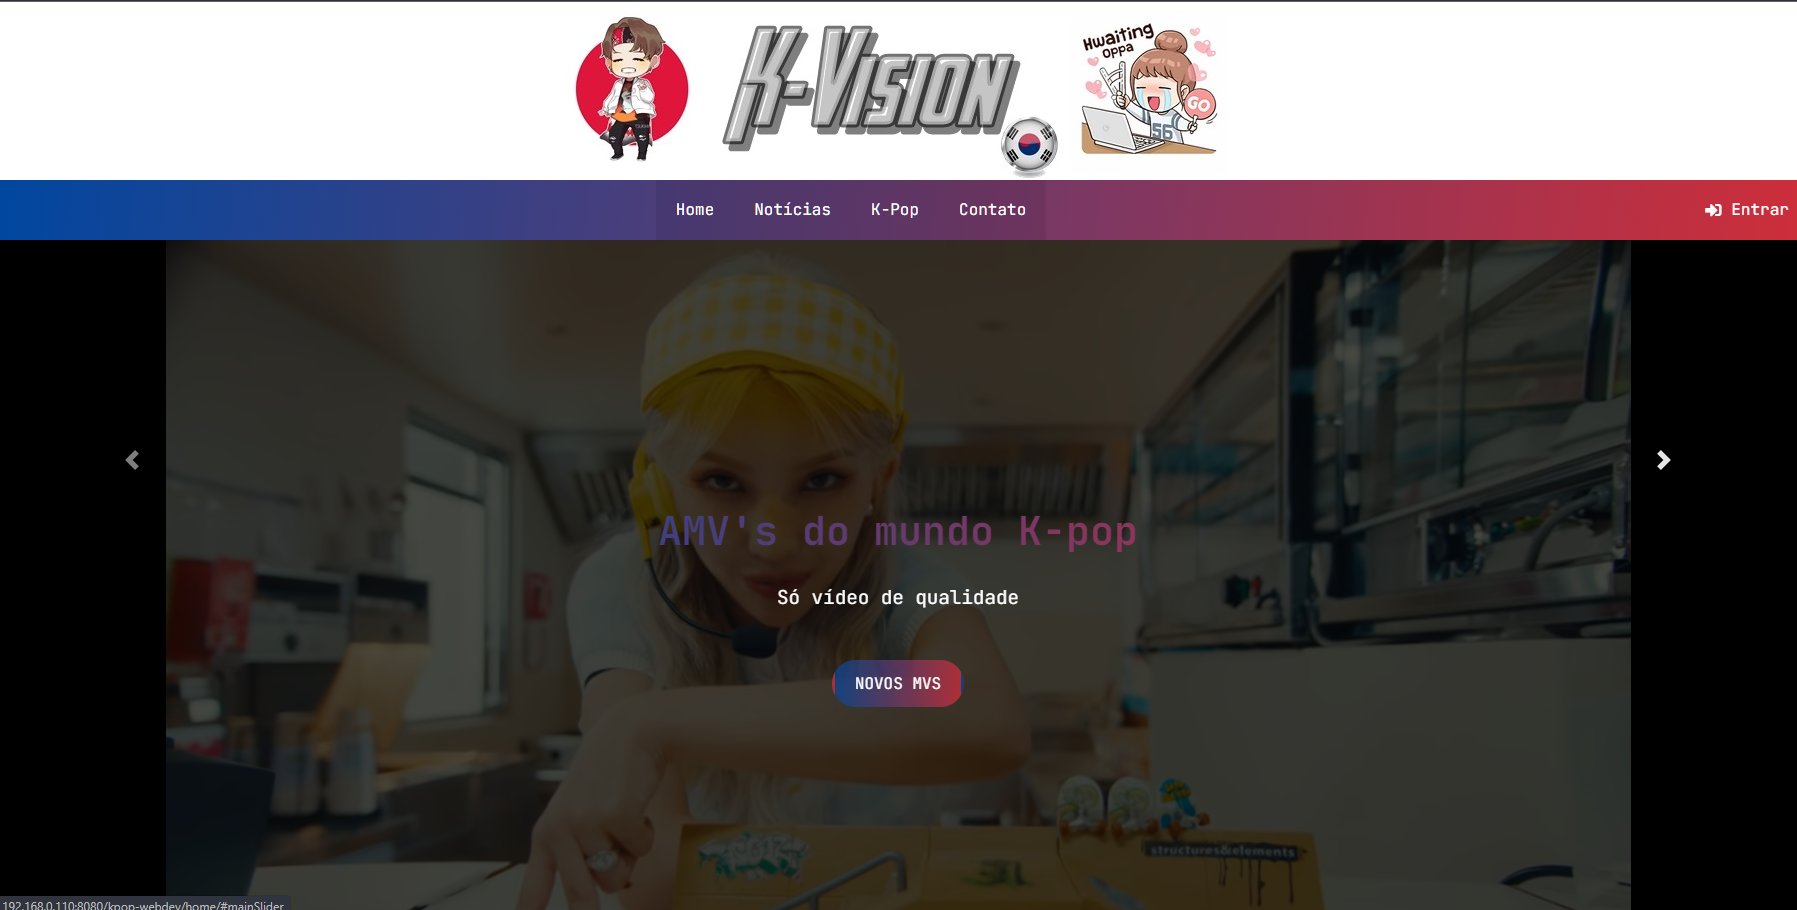 Hwaiting
Oppa
K-Vision
GO
56
Home
Notícias
K-Pop
Contato
Entrar
AMV's do mundo K-pop
Só vídeo de qualidade
NOVOS MVS
structures&elements
192.168.0.110:8080/kpop-webdev/home/#mainSlider